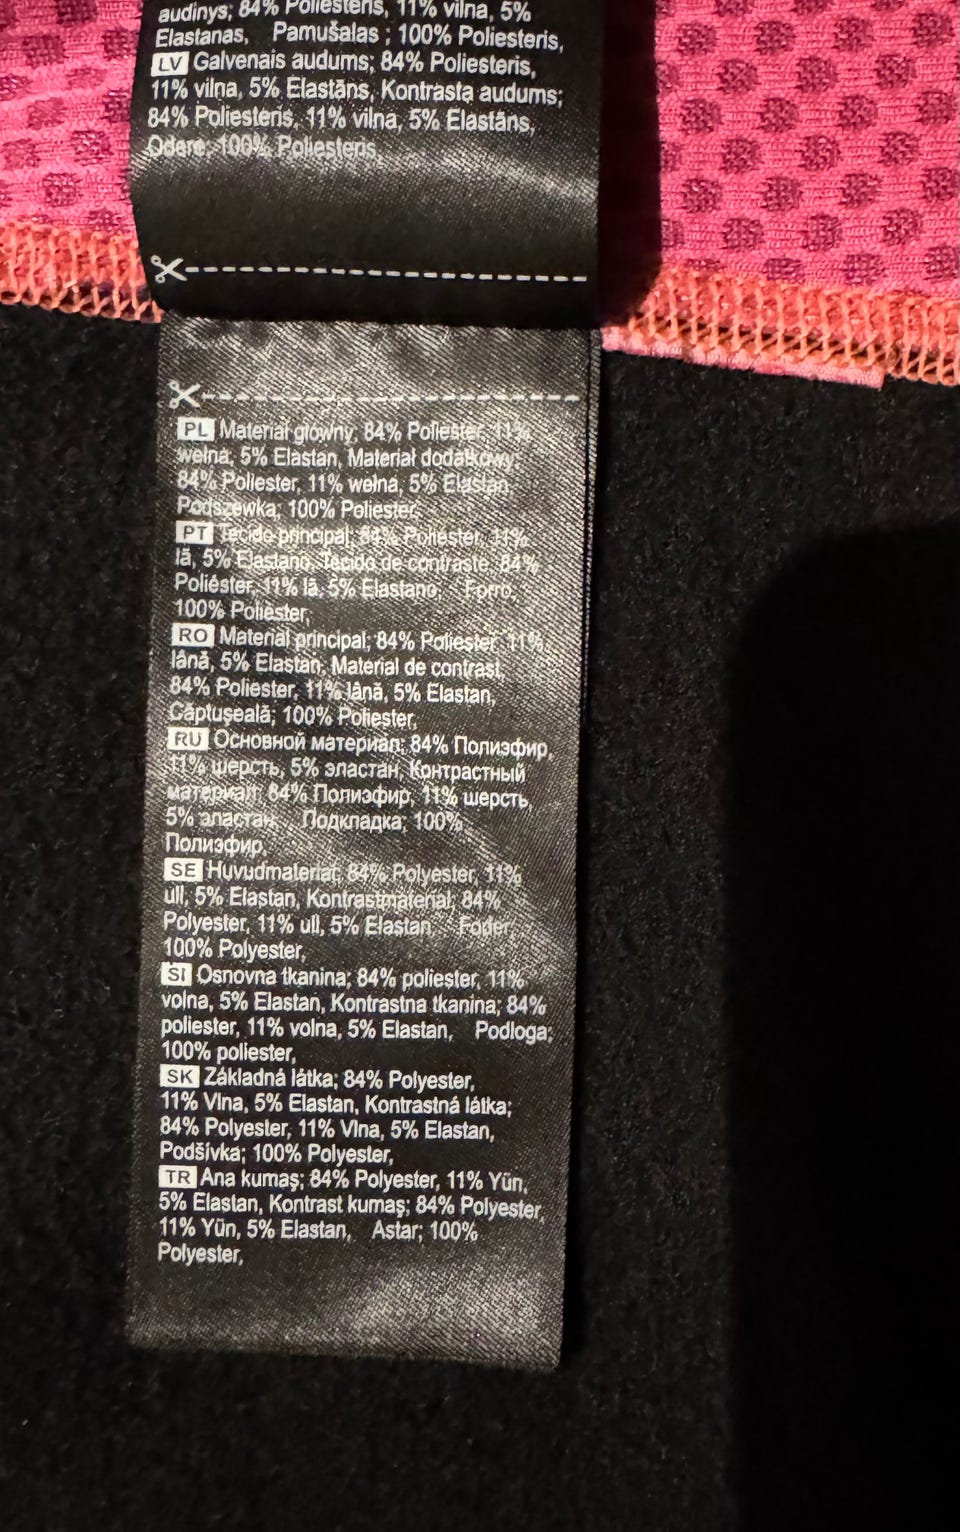 audinys; 84% Poliesteris, 11% vilna, 5%
Elastanas, Pamušalas ; 100% Poliesteris,
LV Galvenais audums; 84% Poliesteris,
11% vilņa, 5% Elastāns, Kontrasta audums;
84% Poliesteris, 11% vilna, 5% Elastāns,
Odere; 100% Poliesteris,
PL Materiał główny; 84% Poliester, 11%
wełna, 5% Elastan, Materiał dodatkowy;
84% Poliester, 11% wełna, 5% Elastan
Podszewka; 100% Poliester,
PT Tecido principal; 84% Poliéster, 11%
lã, 5% Elastano, Tecido de contraste, 84%
Poliéster, 11% lã, 5% Elastano, Forro,
100% Poliéster,
RO Material principal; 84% Poliester 11%
lână, 5% Elastan, Material de contrast,
84% Poliester, 11% lână, 5% Elastan,
Căptuşeală; 100% Poliester,
RU Основной материал; 84% Полиэфир,
11% шерсть, 5% эластан, Контрастный
материал; 84% Полиэфир, 11% шерсть,
5% эластан, Подкладка; 100%
Полиэфир,
SE Huvudmaterial; 84% Polyester, 11%
ull, 5% Elastan, Kontrastmaterial; 84%
Polyester, 11% ull, 5% Elastan, Foder,
100% Polyester,
SI Osnovna tkanina; 84% poliester, 11%
volna, 5% Elastan, Kontrastna tkanina; 84%
poliester, 11% volna, 5% Elastan, Podloga;
100% poliester,
SK Základná látka; 84% Polyester,
11% Vlna, 5% Elastan, Kontrastná látka;
84% Polyester, 11% Vlna, 5% Elastan,
Podšívka; 100% Polyester,
TR Ana kumaş; 84% Polyester, 11% Yün,
5% Elastan, Kontrast kumaş; 84% Polyester,
11% Yün, 5% Elastan, Astar; 100%
Polyester,